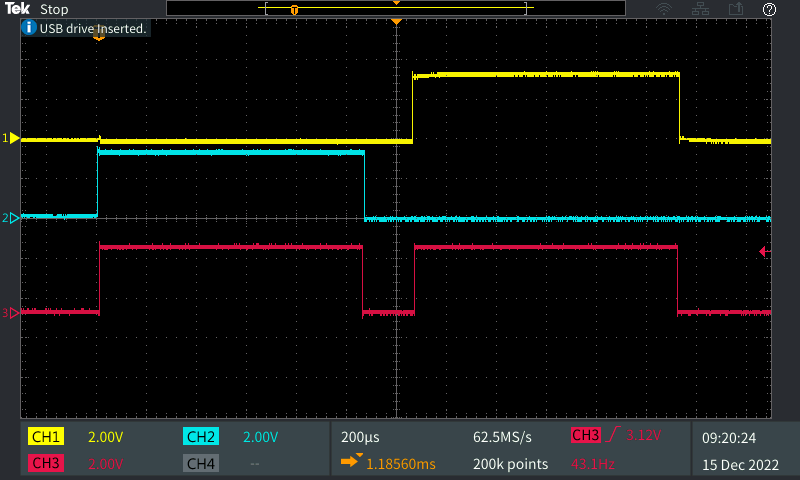 Tek Stop
USB drive Inserted.
1
2
3
CH1 2.00V CH2 2.00V 200µs 62.5MS/s CH3 3.12V 09:20:24
CH3 2.00V CH4 -- 1.18560ms 200k points 43.1Hz 15 Dec 2022